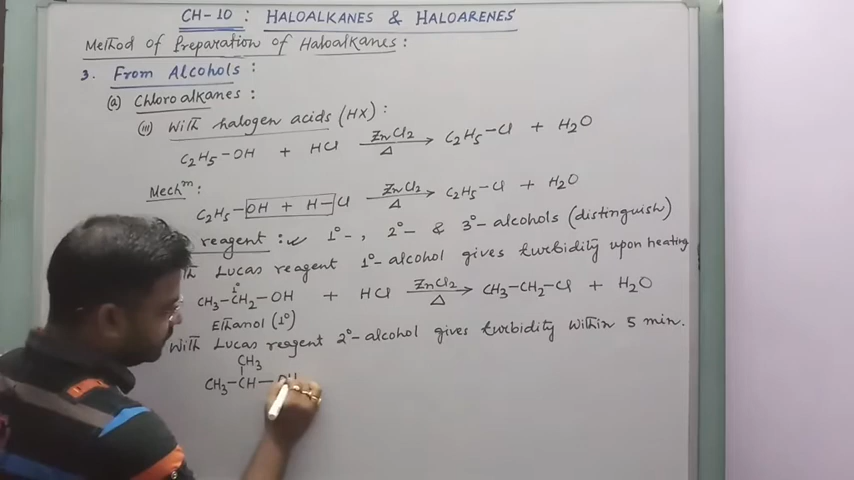 CH-10 : HALOALKANES & HALOARENES
Method of Preparation of Haloalkanes :
3. From Alcohols :
(a) Chloroalkanes :
(iii) With halogen acids (HX) :
C₂H₅-OH + HCl ZnCl₂ Δ → C₂H₅-Cl + H₂O
Mechᵐ :
C₂H₅-OH + H-Cl ZnCl₂ Δ → C₂H₅-Cl + H₂O
reagent : ✓ 1°-, 2°- & 3°-alcohols (distinguish)
Lucas reagent 1°-alcohol gives turbidity upon heating
1°
CH₃-CH₂-OH + HCl ZnCl₂ Δ → CH₃-CH₂-Cl + H₂O
Ethanol (1°)
With Lucas reagent 2°-alcohol gives turbidity within 5 min.
CH₃
CH₃-CH-OH